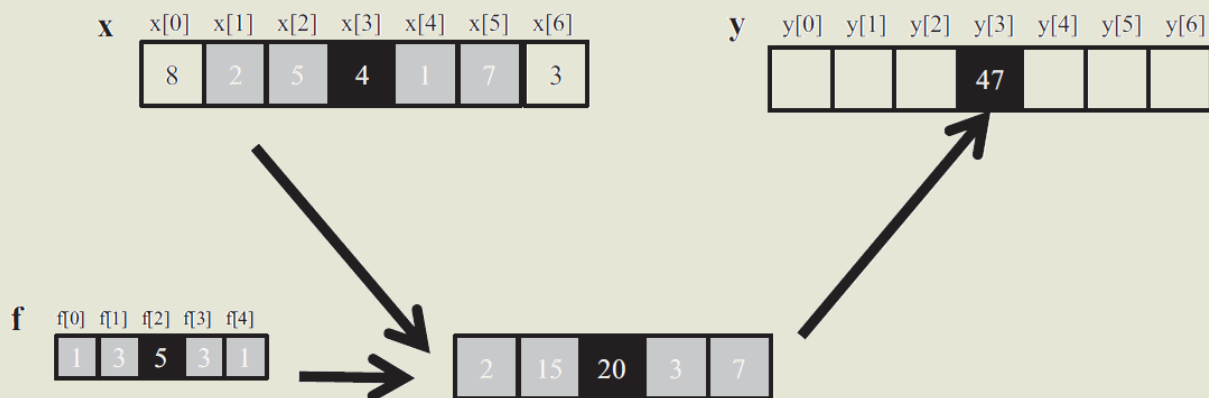 x x[0] x[1] x[2] x[3] x[4] x[5] x[6]
8 2 5 4 1 7 3
y y[0] y[1] y[2] y[3] y[4] y[5] y[6]
47
f f[0] f[1] f[2] f[3] f[4]
1 3 5 3 1
2 15 20 3 7